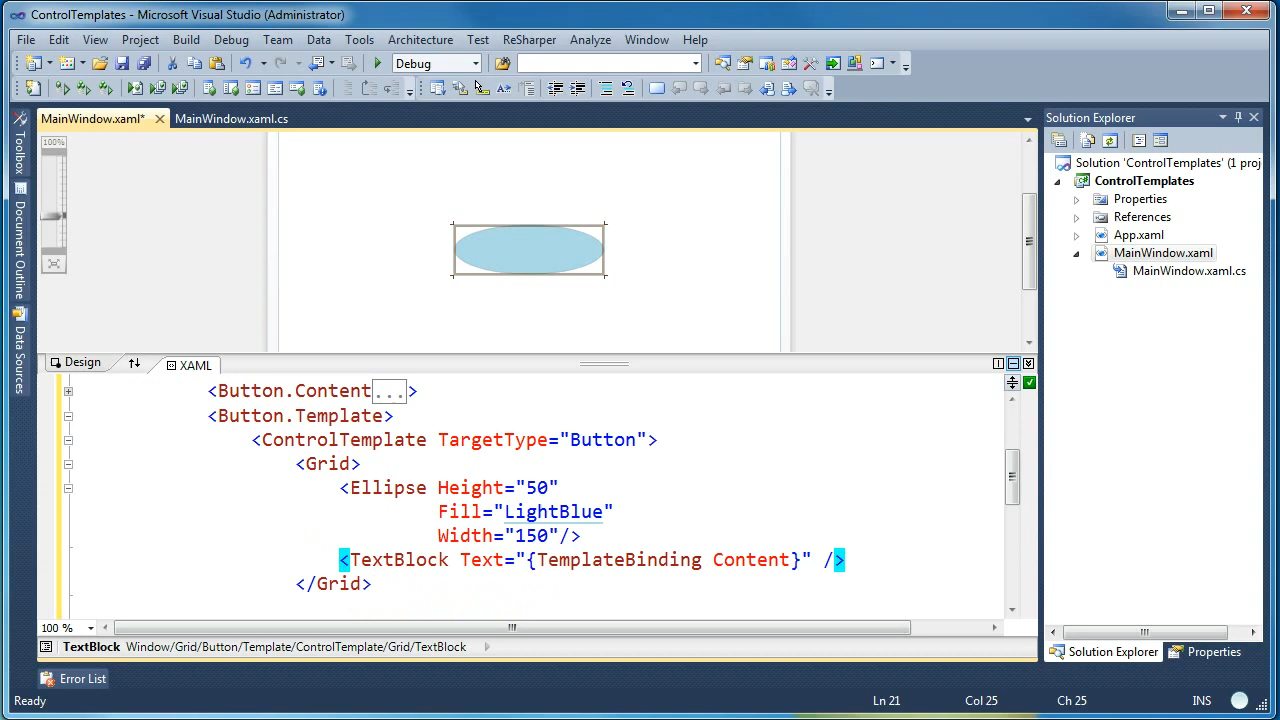 ControlTemplates - Microsoft Visual Studio (Administrator)
File Edit View Project Build Debug Team Data Tools Architecture Test ReSharper Analyze Window Help
Debug
MainWindow.xaml* MainWindow.xaml.cs
Toolbox
Document Outline
Data Sources
100%
Design XAML
<Button.Content...>
<Button.Template>
<ControlTemplate TargetType="Button">
<Grid>
<Ellipse Height="50"
Fill="LightBlue"
Width="150"/>
<TextBlock Text="{TemplateBinding Content}" />
</Grid>
100 %
TextBlock Window/Grid/Button/Template/ControlTemplate/Grid/TextBlock
Solution Explorer
Solution 'ControlTemplates' (1 proj
ControlTemplates
Properties
References
App.xaml
MainWindow.xaml
MainWindow.xaml.cs
Solution Explorer Properties
Error List
Ready Ln 21 Col 25 Ch 25 INS